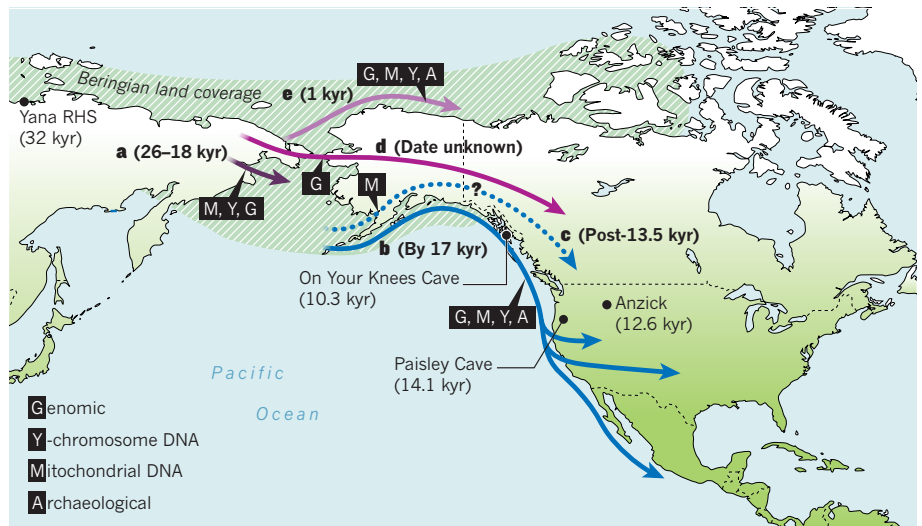 G, M, Y, A
Beringian land coverage
e (1 kyr)
Yana RHS
(32 kyr)
a (26–18 kyr)
d (Date unknown)
G
M
?
M, Y, G
c (Post-13.5 kyr)
b (By 17 kyr)
On Your Knees Cave
(10.3 kyr)
G, M, Y, A
Anzick
(12.6 kyr)
Paisley Cave
(14.1 kyr)
Pacific
Ocean
Genomic
Y-chromosome DNA
Mitochondrial DNA
Archaeological